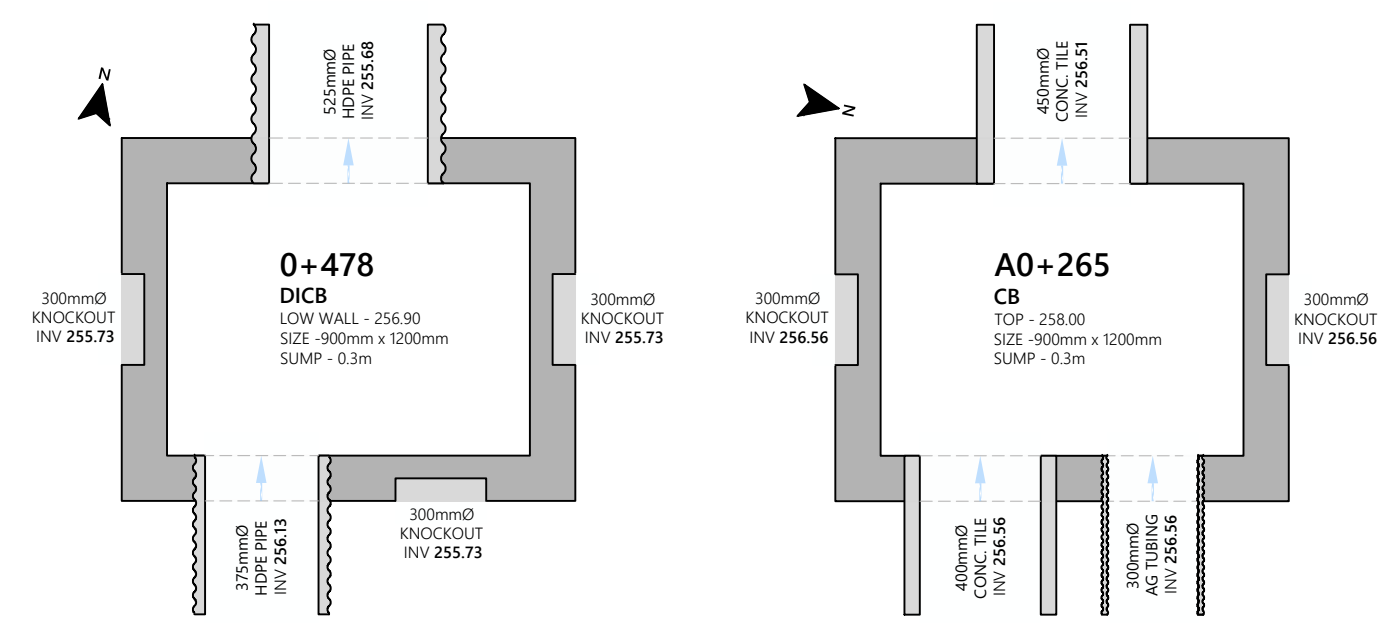 525mmØ
HDPE PIPE
INV 255.68
N
0+478
DICB
LOW WALL - 256.90
SIZE -900mm x 1200mm
SUMP - 0.3m
300mmØ
KNOCKOUT
INV 255.73
300mmØ
KNOCKOUT
INV 255.73
375mmØ
HDPE PIPE
INV 256.13
300mmØ
KNOCKOUT
INV 255.73
450mmØ
CONC. TILE
INV 256.51
N
A0+265
CB
TOP - 258.00
SIZE -900mm x 1200mm
SUMP - 0.3m
300mmØ
KNOCKOUT
INV 256.56
300mmØ
KNOCKOUT
INV 256.56
400mmØ
CONC. TILE
INV 256.56
300mmØ
AG TUBING
INV 256.56